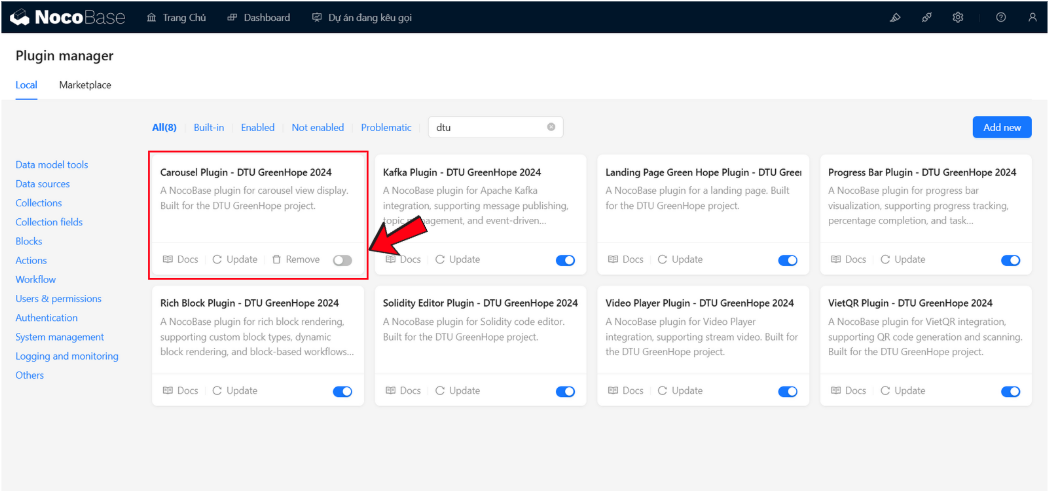 NocoBase Trang Chủ Dashboard Dự án đang kêu gọi
Plugin manager
Local Marketplace
All(8) Built-in Enabled Not enabled Problematic dtu Add new
Data model tools
Data sources
Collections
Collection fields
Blocks
Actions
Workflow
Users & permissions
Authentication
System management
Logging and monitoring
Others
Carousel Plugin - DTU GreenHope 2024
A NocoBase plugin for carousel view display.
Built for the DTU GreenHope project.
Docs Update Remove
Kafka Plugin - DTU GreenHope 2024
A NocoBase plugin for Apache Kafka
integration, supporting message publishing,
and event-driven...
Docs Update
Landing Page Green Hope Plugin - DTU Green
A NocoBase plugin for a landing page. Built
for the DTU GreenHope project.
Docs Update
Progress Bar Plugin - DTU GreenHope 2024
A NocoBase plugin for progress bar
visualization, supporting progress tracking,
percentage completion, and task...
Docs Update
Rich Block Plugin - DTU GreenHope 2024
A NocoBase plugin for rich block rendering,
supporting custom block types, dynamic
block rendering, and block-based workflows...
Docs Update
Solidity Editor Plugin - DTU GreenHope 2024
A NocoBase plugin for Solidity code editor.
Built for the DTU GreenHope project.
Docs Update
Video Player Plugin - DTU GreenHope 2024
A NocoBase plugin for Video Player
integration, supporting stream video. Built for
the DTU GreenHope project.
Docs Update
VietQR Plugin - DTU GreenHope 2024
A NocoBase plugin for VietQR integration,
supporting QR code generation and scanning.
Built for the DTU GreenHope project.
Docs Update